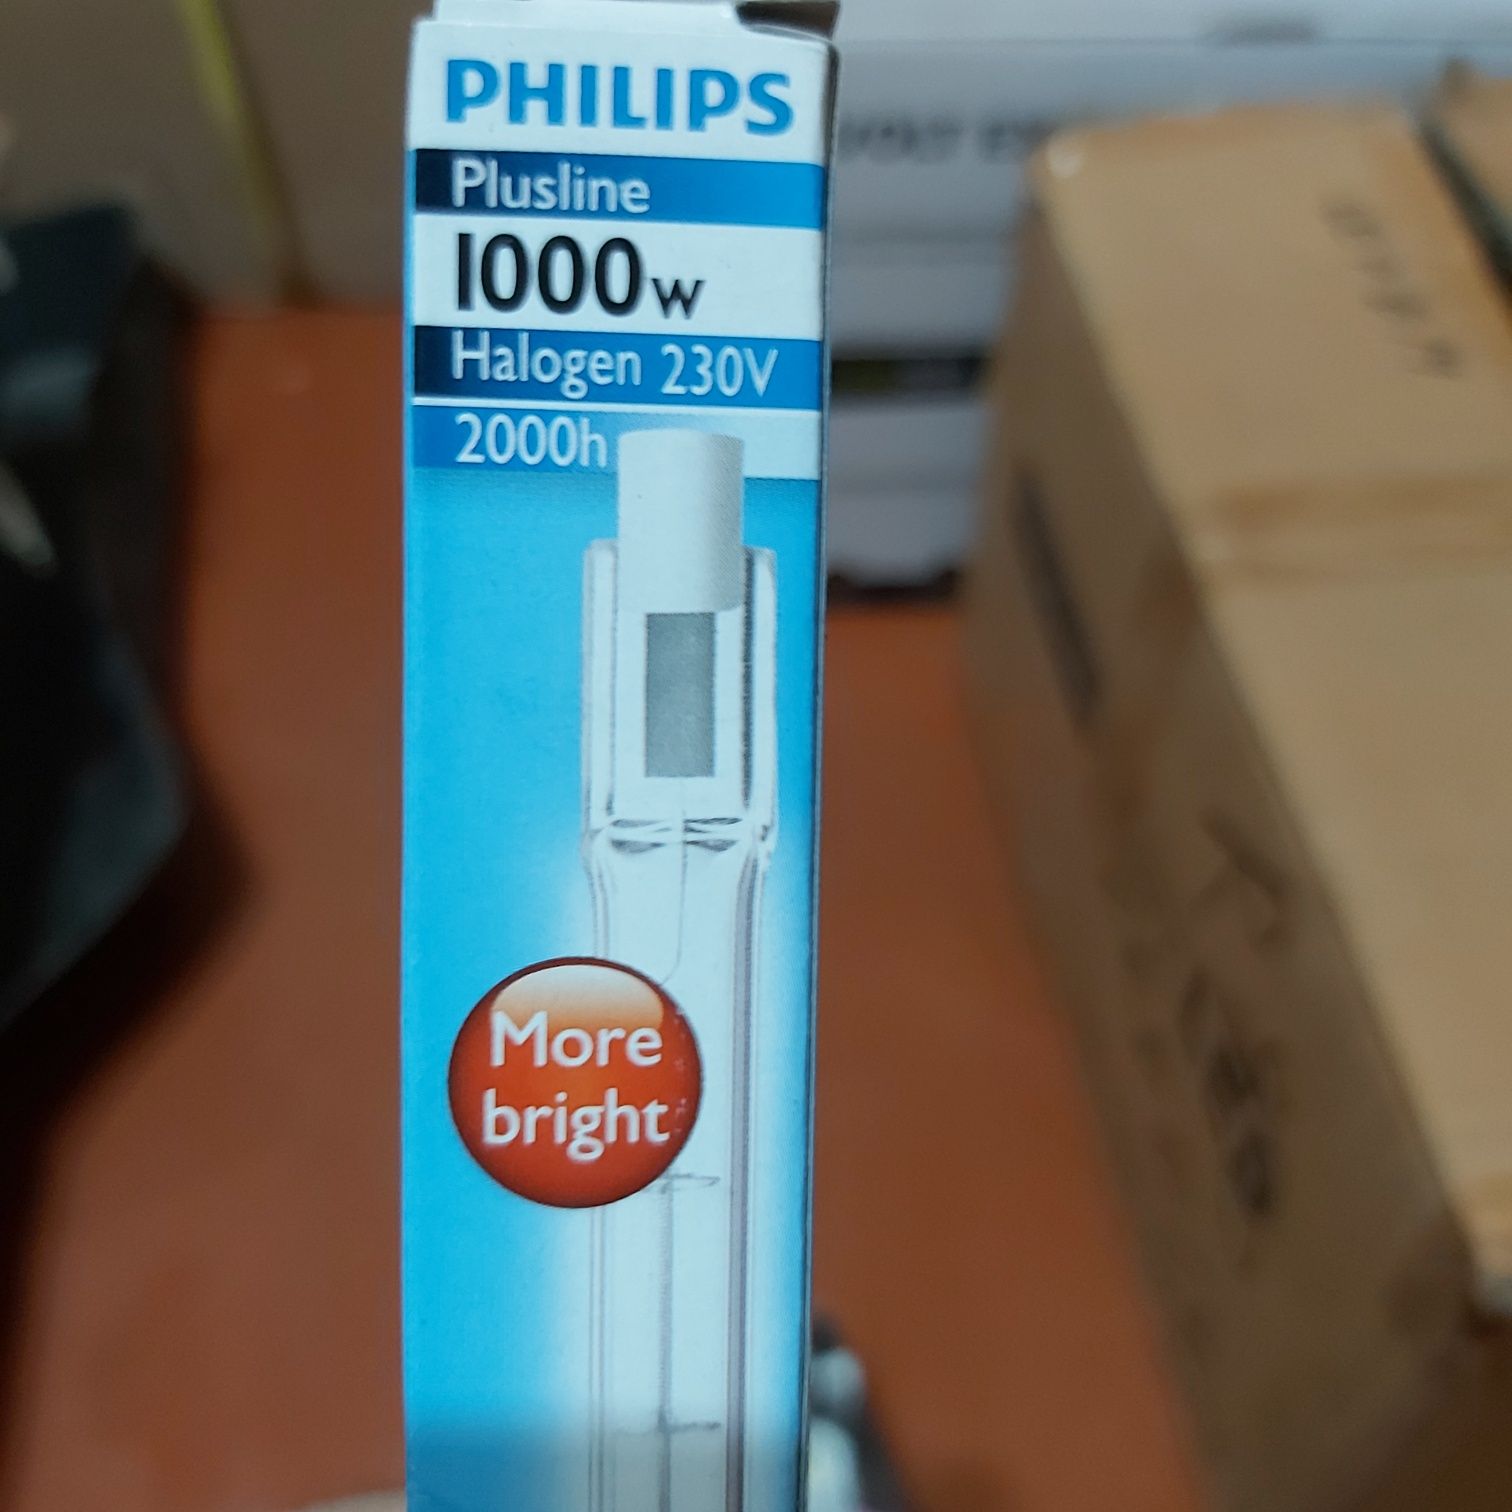 PHILIPS
Plusline
1000w
Halogen 230V
2000h
More
bright